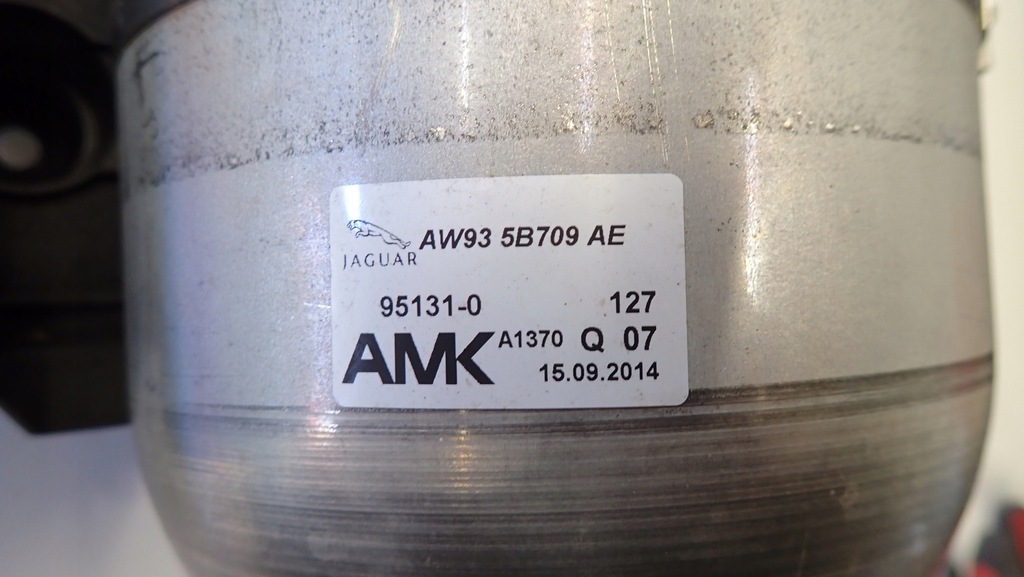 JAGUAR AW93 5B709 AE
95131-0 127
AMK A1370 Q 07
15.09.2014